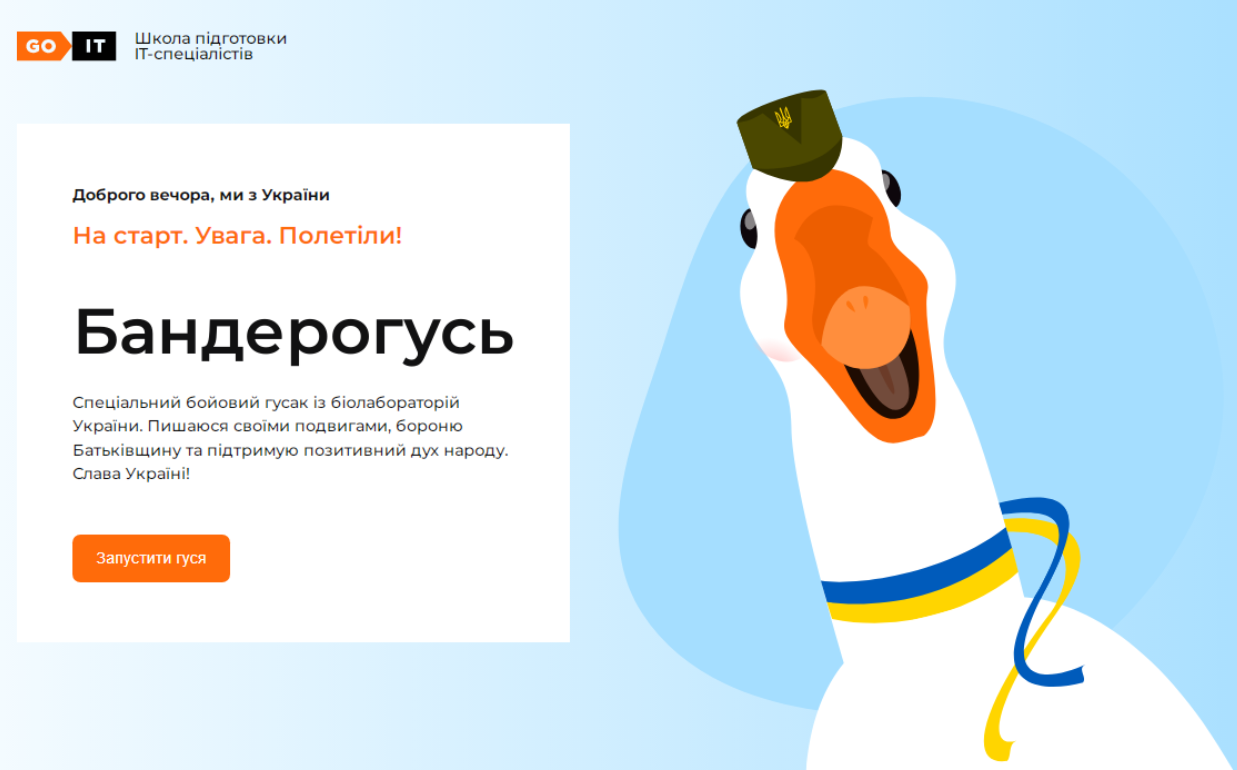 GO IT
Школа підготовки
ІТ-спеціалістів
Доброго вечора, ми з України
На старт. Увага. Полетіли!
Бандерогусь
Спеціальний бойовий гусак із біолабораторій
України. Пишаюся своїми подвигами, бороню
Батьківщину та підтримую позитивний дух народу.
Слава Україні!
Запустити гуся